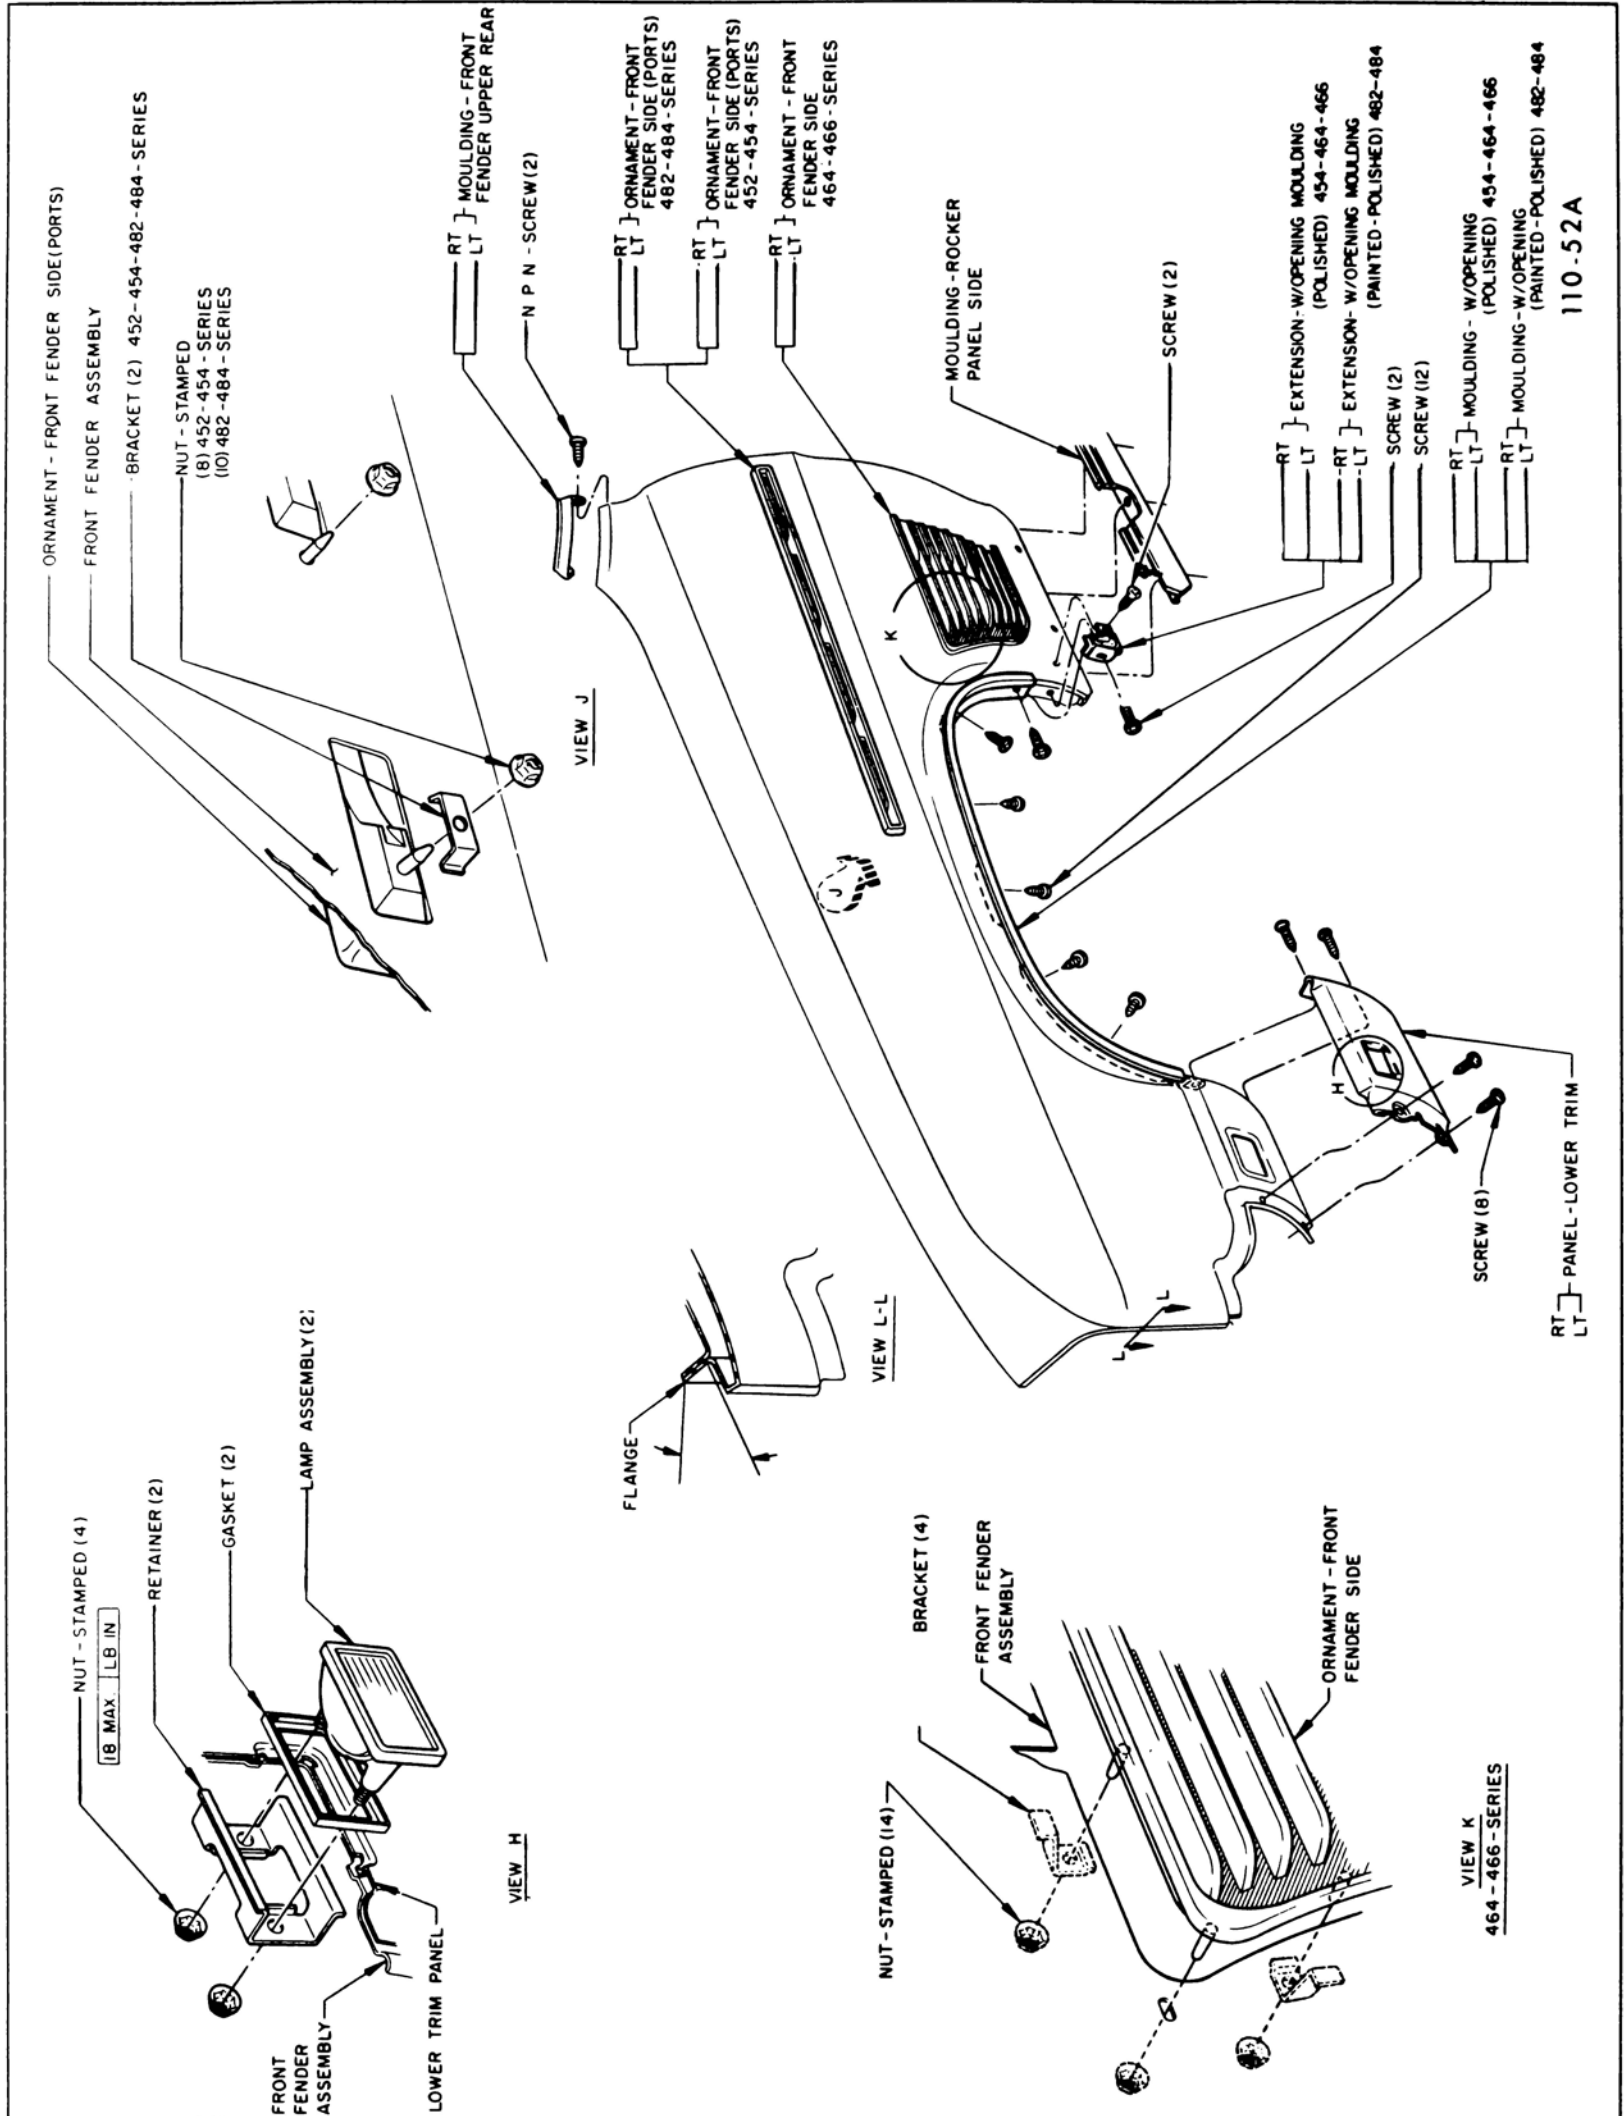 NUT-STAMPED (4)
18 MAX. LB IN
RETAINER (2)
GASKET (2)
LAMP ASSEMBLY (2)
FRONT
FENDER
ASSEMBLY
LOWER TRIM PANEL
VIEW H
ORNAMENT-FRONT FENDER SIDE (PORTS)
FRONT FENDER ASSEMBLY
BRACKET (2) 452-454-482-484-SERIES
NUT-STAMPED
(8) 452-454-SERIES
(10) 482-484-SERIES
VIEW J
RT
LT
MOULDING-FRONT
FENDER UPPER REAR
N P N-SCREW (2)
RT
LT
ORNAMENT-FRONT
FENDER SIDE (PORTS)
482-484-SERIES
RT
LT
ORNAMENT-FRONT
FENDER SIDE (PORTS)
452-454-SERIES
RT
LT
ORNAMENT-FRONT
FENDER SIDE
464-466-SERIES
MOULDING-ROCKER
PANEL SIDE
SCREW (2)
K
J
H
L
L
FLANGE
VIEW L-L
NUT-STAMPED (14)
BRACKET (4)
FRONT FENDER
ASSEMBLY
ORNAMENT-FRONT
FENDER SIDE
VIEW K
464-466-SERIES
SCREW (8)
RT
LT
PANEL-LOWER TRIM
RT
LT
EXTENSION-W/OPENING MOULDING
(POLISHED) 454-464-466
RT
LT
EXTENSION-W/OPENING MOULDING
(PAINTED-POLISHED) 482-484
SCREW (2)
SCREW (12)
RT
LT
MOULDING-W/OPENING
(POLISHED) 454-464-466
RT
LT
MOULDING-W/OPENING
(PAINTED-POLISHED) 482-484
110-52A